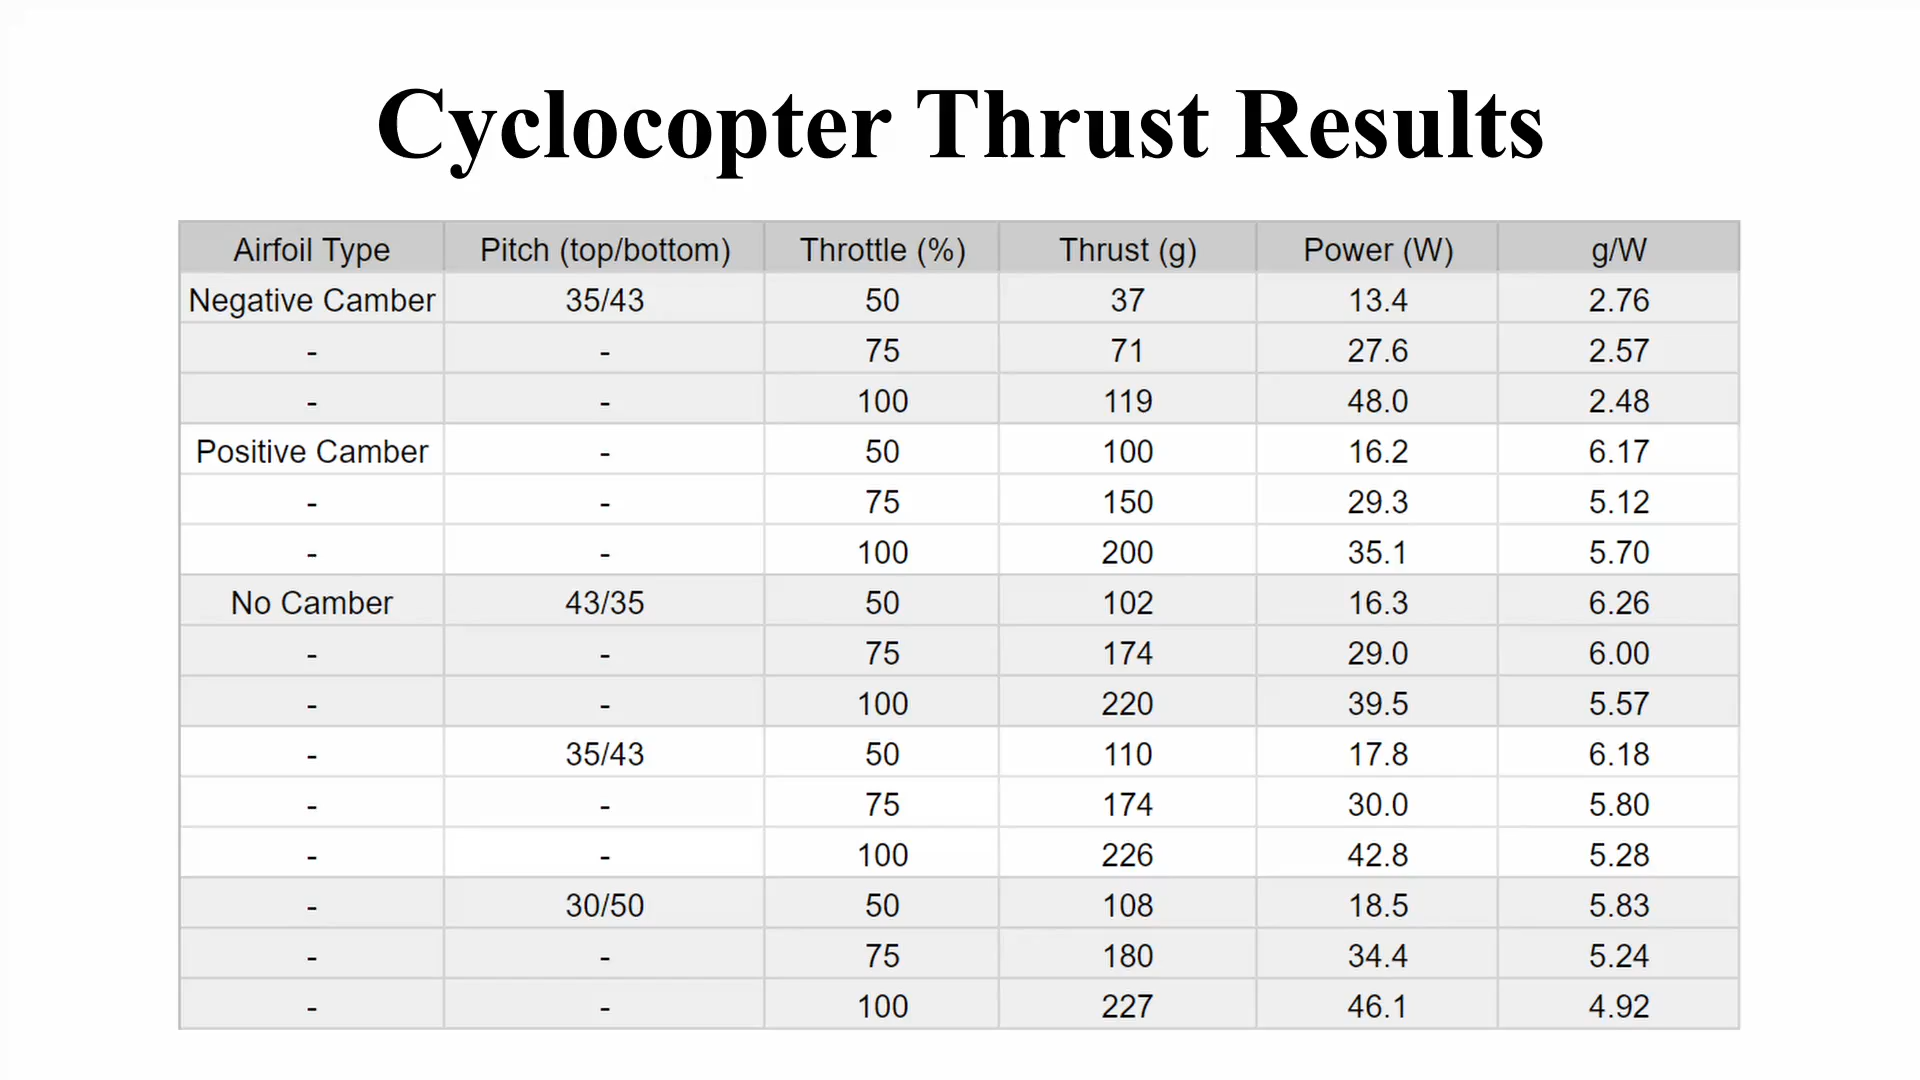 Cyclocopter Thrust Results
Airfoil Type Pitch (top/bottom) Throttle (%) Thrust (g) Power (W) g/W
Negative Camber 35/43 50 37 13.4 2.76
- - 75 71 27.6 2.57
- - 100 119 48.0 2.48
Positive Camber - 50 100 16.2 6.17
- - 75 150 29.3 5.12
- - 100 200 35.1 5.70
No Camber 43/35 50 102 16.3 6.26
- - 75 174 29.0 6.00
- - 100 220 39.5 5.57
- 35/43 50 110 17.8 6.18
- - 75 174 30.0 5.80
- - 100 226 42.8 5.28
- 30/50 50 108 18.5 5.83
- - 75 180 34.4 5.24
- - 100 227 46.1 4.92